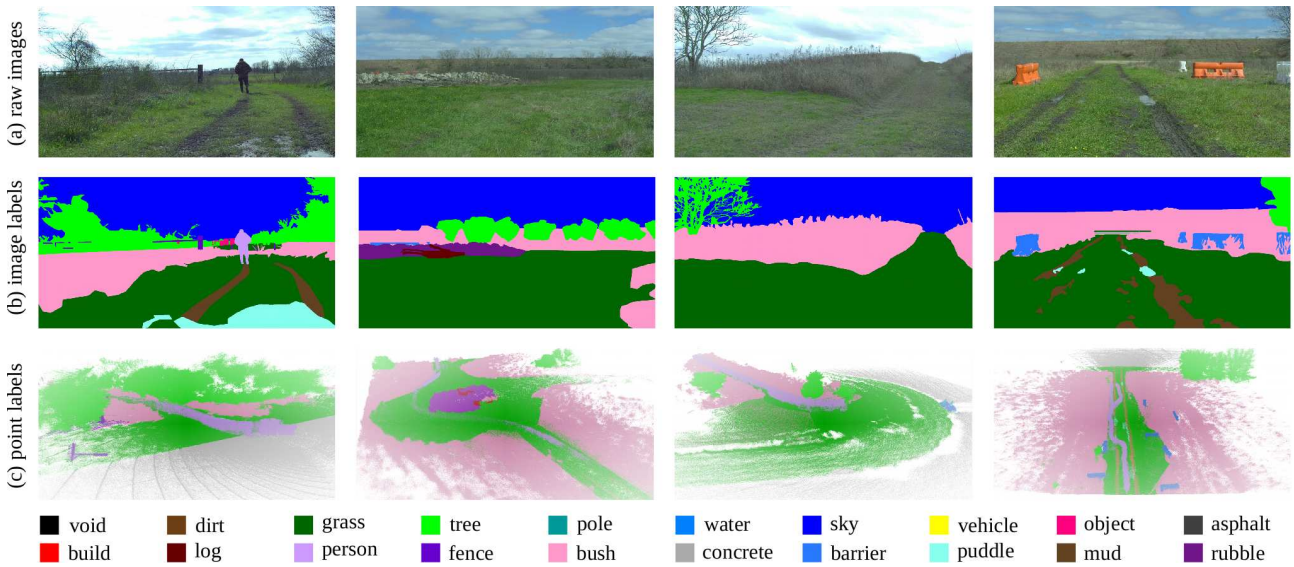 (a) raw images
(b) image labels
(c) point labels
void dirt grass tree pole water sky vehicle object asphalt
build log person fence bush concrete barrier puddle mud rubble